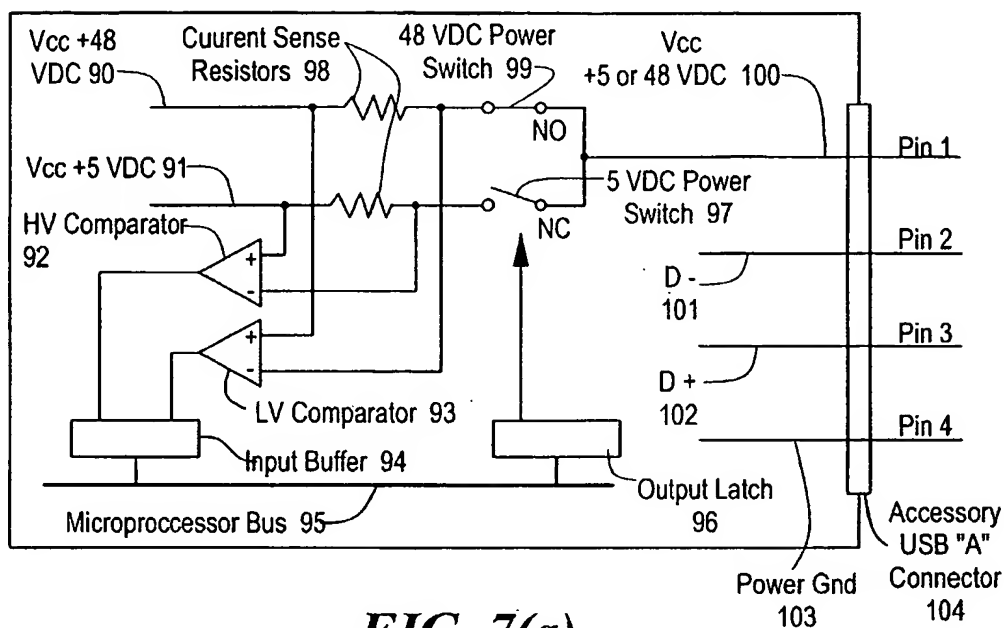 Vcc +48
VDC 90
Cuurent Sense
Resistors 98
48 VDC Power
Switch 99
Vcc
+5 or 48 VDC 100
NO
Pin 1
Vcc +5 VDC 91
5 VDC Power
Switch 97
NC
HV Comparator
92
+
-
Pin 2
D -
101
+
-
Pin 3
D +
102
LV Comparator 93
Pin 4
Input Buffer 94
Output Latch
96
Microproccessor Bus 95
Accessory
USB "A"
Connector
104
Power Gnd
103
FIG. 7(a)